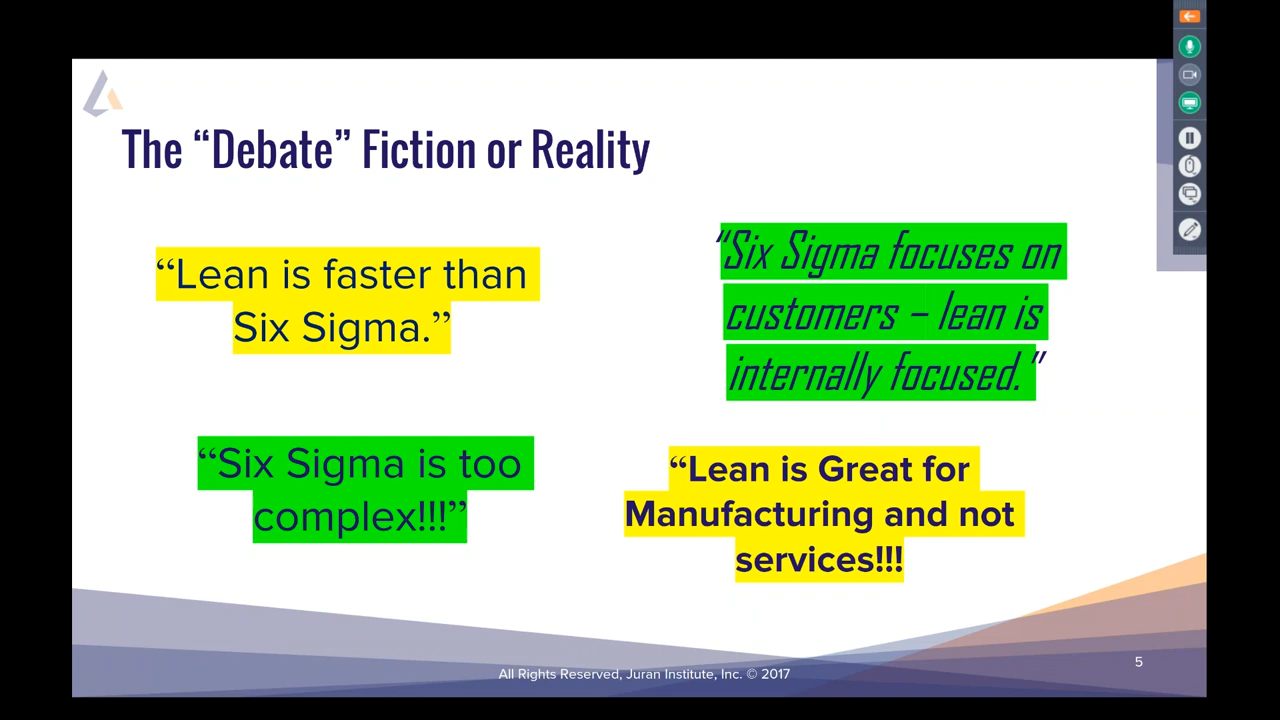 The “Debate” Fiction or Reality
“Lean is faster than
Six Sigma.”
“Six Sigma focuses on
customers – lean is
internally focused.”
“Six Sigma is too
complex!!!”
“Lean is Great for
Manufacturing and not
services!!!
5
All Rights Reserved, Juran Institute, Inc. © 2017